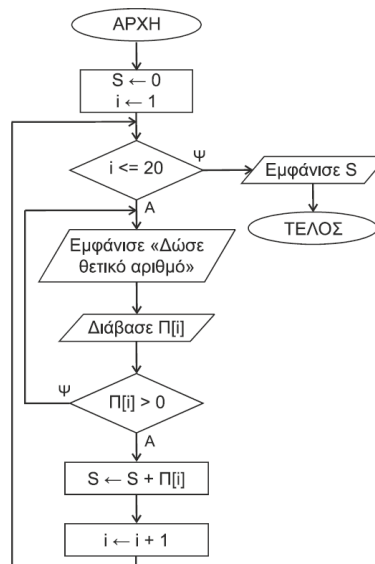 ΑΡΧΗ
S ← 0
i ← 1
i <= 20
Ψ
Εμφάνισε S
ΤΕΛΟΣ
Α
Εμφάνισε «Δώσε
θετικό αριθμό»
Διάβασε Π[i]
Ψ
Π[i] > 0
Α
S ← S + Π[i]
i ← i + 1